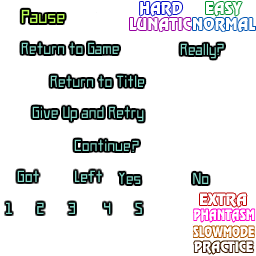 Pause
HARD EASY
LUNATIC NORMAL
Return to Game Really?
Return to Title
Give Up and Retry
Continue?
Got Left Yes No
1 2 3 4 5
EXTRA
PHANTASM
SLOWMODE
PRACTICE